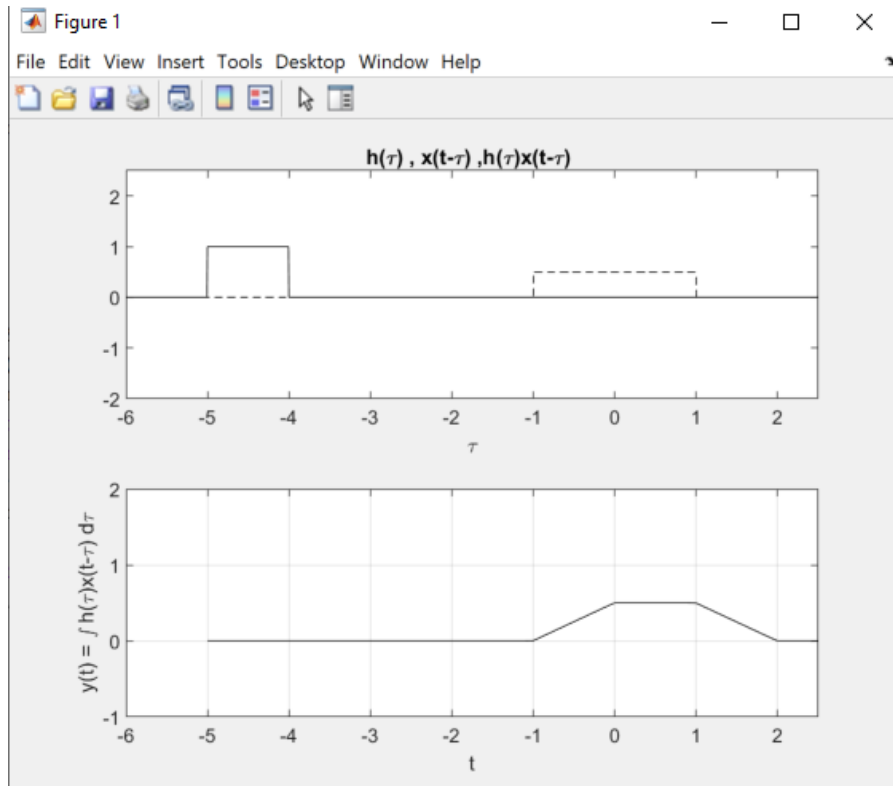 Figure 1
File Edit View Insert Tools Desktop Window Help
h(τ) , x(t-τ) ,h(τ)x(t-τ)
2
1
0
-1
-2
-6 -5 -4 -3 -2 -1 0 1 2
τ
y(t) = ∫ h(τ)x(t-τ) dτ
2
1
0
-1
-6 -5 -4 -3 -2 -1 0 1 2
t